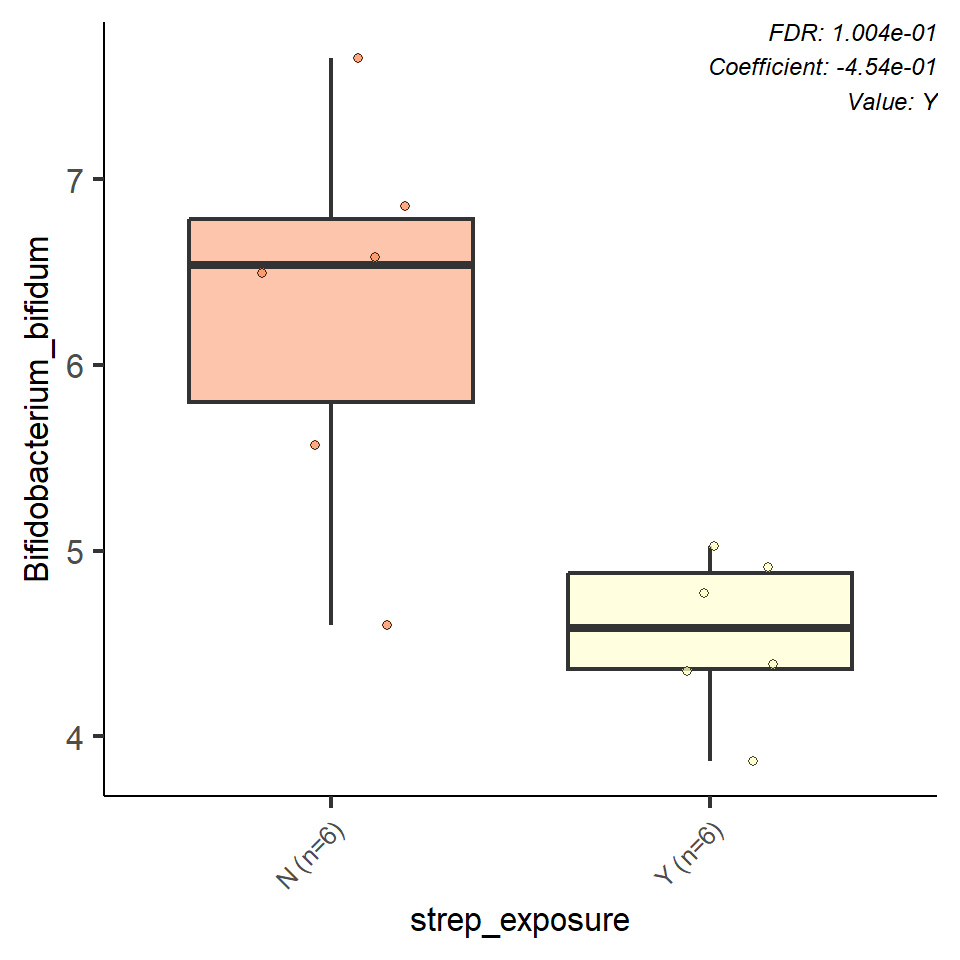 FDR: 1.004e-01
Coefficient: -4.54e-01
Value: Y
Bifidobacterium_bifidum
7
6
5
4
N (n=6)
Y (n=6)
strep_exposure